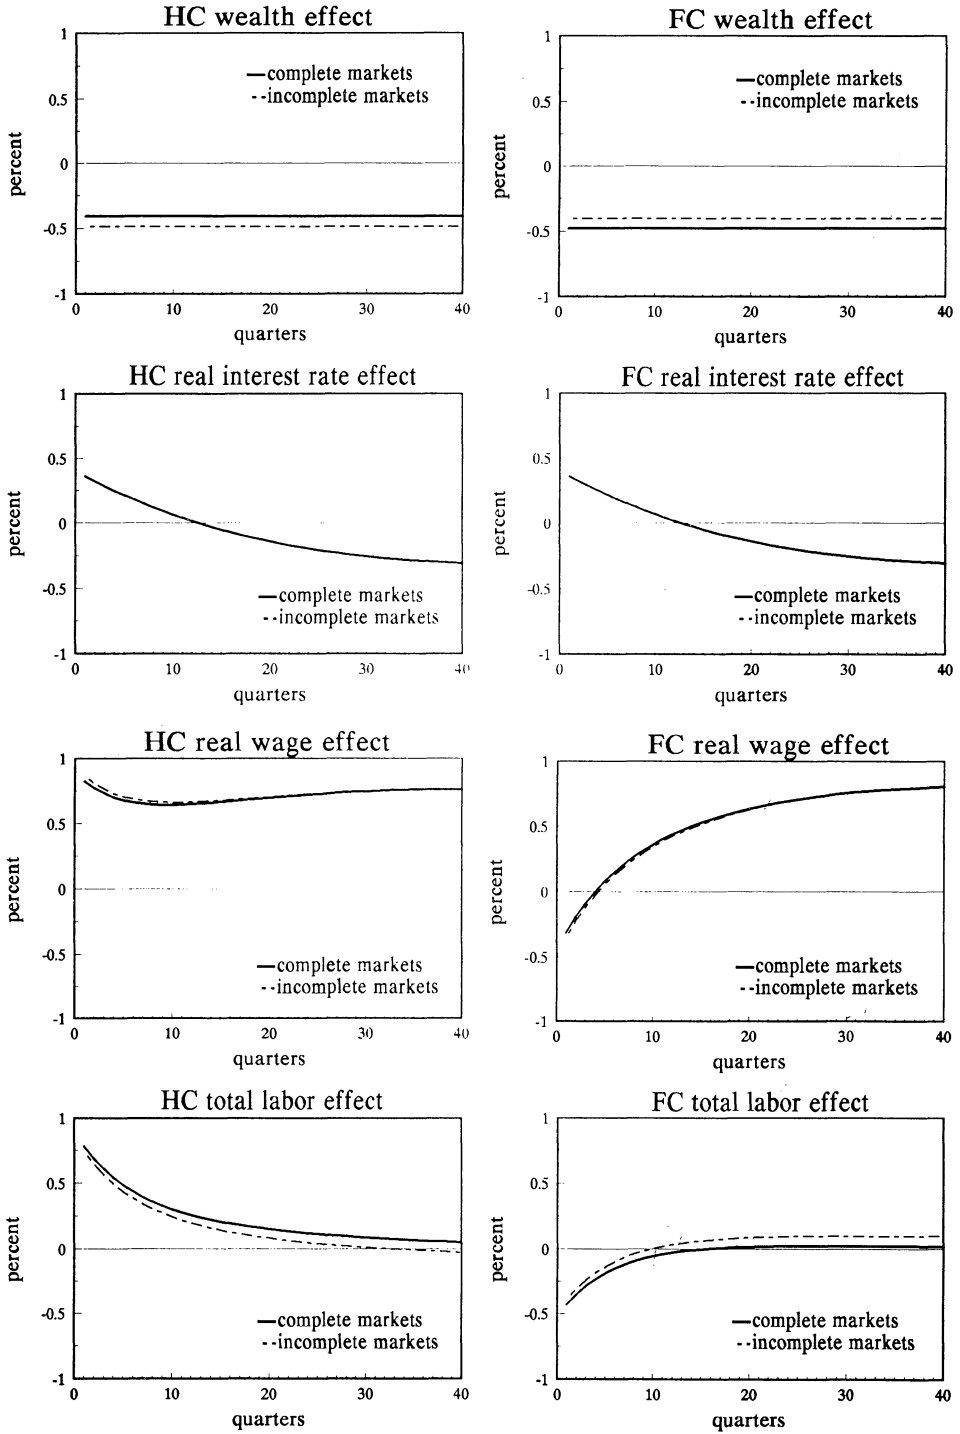 HC wealth effect
1
0.5
0
-0.5
-1
percent
complete markets
incomplete markets
0 10 20 30 40
quarters
FC wealth effect
1
0.5
0
-0.5
-1
percent
complete markets
incomplete markets
0 10 20 30 40
quarters
HC real interest rate effect
1
0.5
0
-0.5
-1
percent
complete markets
incomplete markets
0 10 20 30 40
quarters
FC real interest rate effect
1
0.5
0
-0.5
-1
percent
complete markets
incomplete markets
0 10 20 30 40
quarters
HC real wage effect
1
0.5
0
-0.5
-1
percent
complete markets
incomplete markets
0 10 20 30 40
quarters
FC real wage effect
1
0.5
0
-0.5
-1
percent
complete markets
incomplete markets
0 10 20 30 40
quarters
HC total labor effect
1
0.5
0
-0.5
-1
percent
complete markets
incomplete markets
0 10 20 30 40
quarters
FC total labor effect
1
0.5
0
-0.5
-1
percent
complete markets
incomplete markets
0 10 20 30 40
quarters